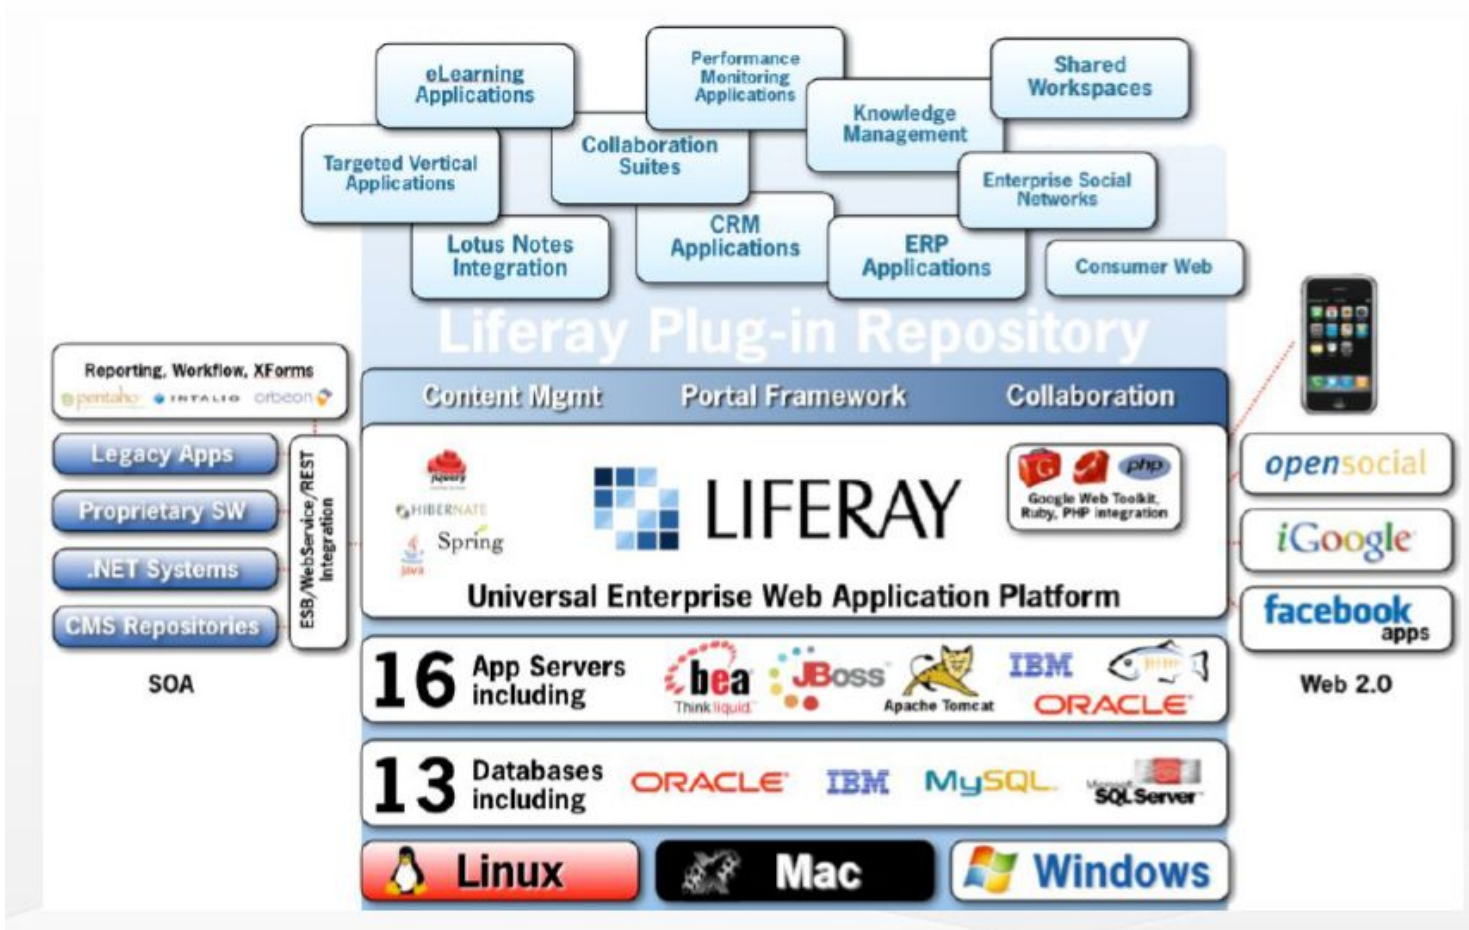 eLearning
Applications
Performance
Monitoring
Applications
Shared
Workspaces
Knowledge
Management
Collaboration
Suites
Targeted Vertical
Applications
Enterprise Social
Networks
Lotus Notes
Integration
CRM
Applications
ERP
Applications
Consumer Web
Liferay Plug-in Repository
Reporting, Workflow, XForms
pentaho INTALIO orbeon
Legacy Apps
Proprietary SW
.NET Systems
CMS Repositories
ESB/WebService/REST
Integration
SOA
Content Mgmt Portal Framework Collaboration
jquery
HIBERNATE
Spring
java
LIFERAY
G php
Google Web Toolkit,
Ruby, PHP integration
Universal Enterprise Web Application Platform
opensocial
iGoogle
facebook
apps
Web 2.0
16 App Servers
including
bea
Think liquid.
JBoss
Apache Tomcat
IBM
ORACLE
13 Databases
including
ORACLE IBM MySQL
Microsoft
SQL Server
Linux Mac Windows